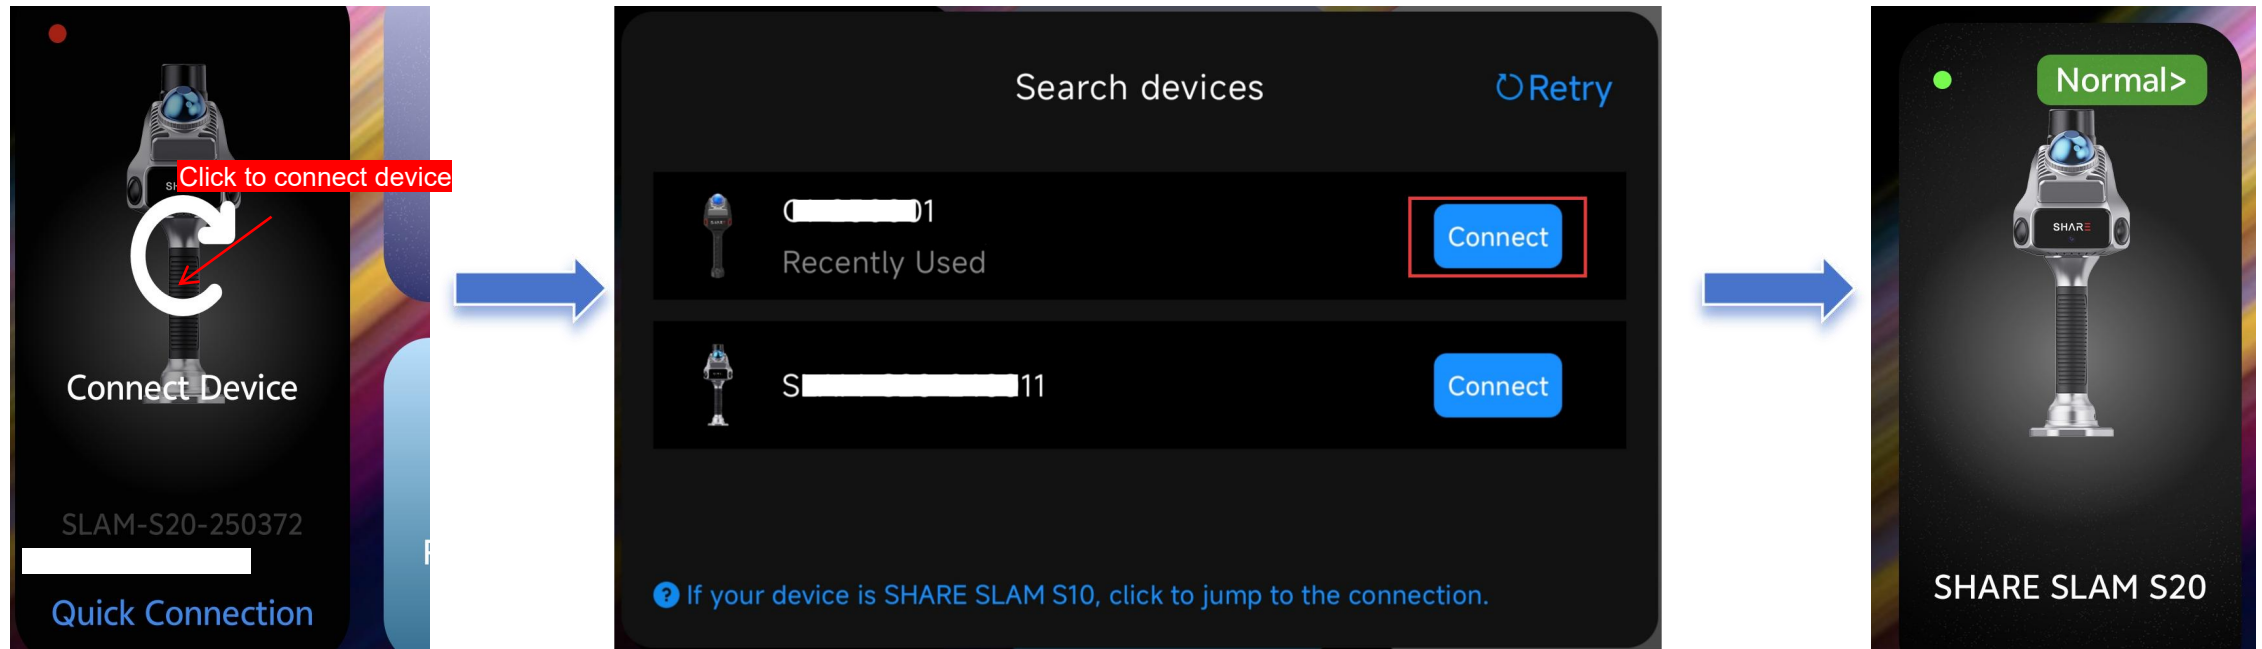 Click to connect device
Connect Device
SLAM-S20-250372
Quick Connection
Search devices
Retry
01
Recently Used
Connect
S
11
Connect
? If your device is SHARE SLAM S10, click to jump to the connection.
Normal>
SHARE
SHARE SLAM S20